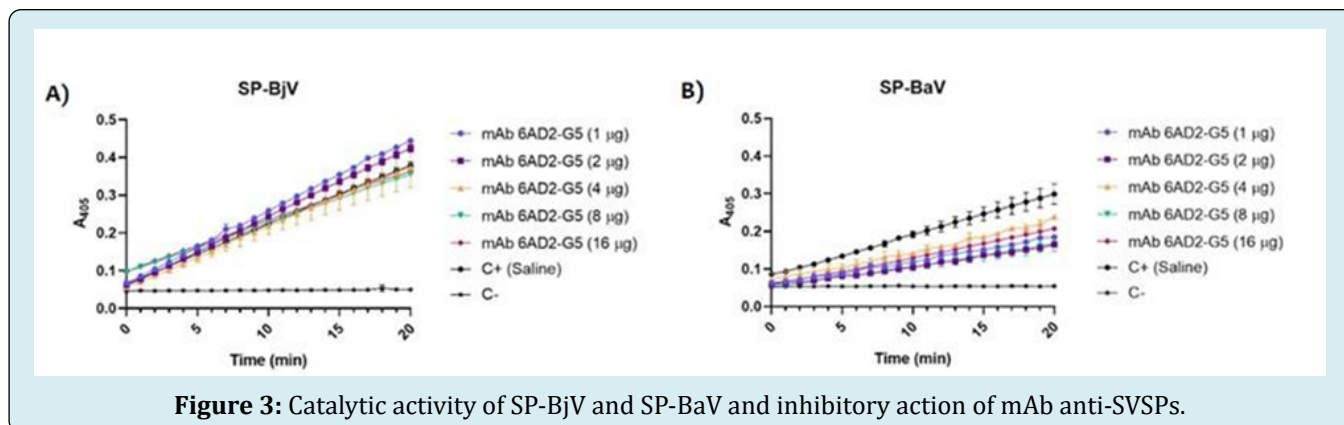 A)
SP-BjV
0.5
0.4
0.3
0.2
0.1
0.0
A405
0
5
10
15
20
Time (min)
mAb 6AD2-G5 (1 µg)
mAb 6AD2-G5 (2 µg)
mAb 6AD2-G5 (4 µg)
mAb 6AD2-G5 (8 µg)
mAb 6AD2-G5 (16 µg)
C+ (Saline)
C-
B)
SP-BaV
0.5
0.4
0.3
0.2
0.1
0.0
A405
0
5
10
15
20
Time (min)
mAb 6AD2-G5 (1 µg)
mAb 6AD2-G5 (2 µg)
mAb 6AD2-G5 (4 µg)
mAb 6AD2-G5 (8 µg)
mAb 6AD2-G5 (16 µg)
C+ (Saline)
C-
Figure 3: Catalytic activity of SP-BjV and SP-BaV and inhibitory action of mAb anti-SVSPs.